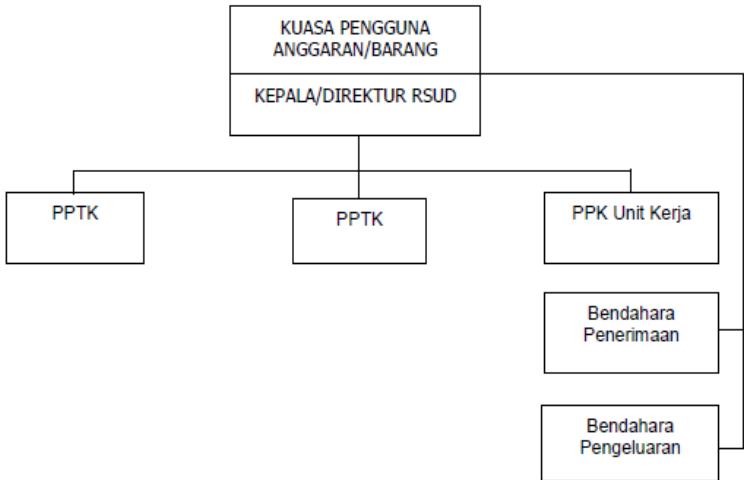 KUASA PENGGUNA
ANGGARAN/BARANG
KEPALA/DIREKTUR RSUD
PPTK
PPTK
PPK Unit Kerja
Bendahara
Penerimaan
Bendahara
Pengeluaran